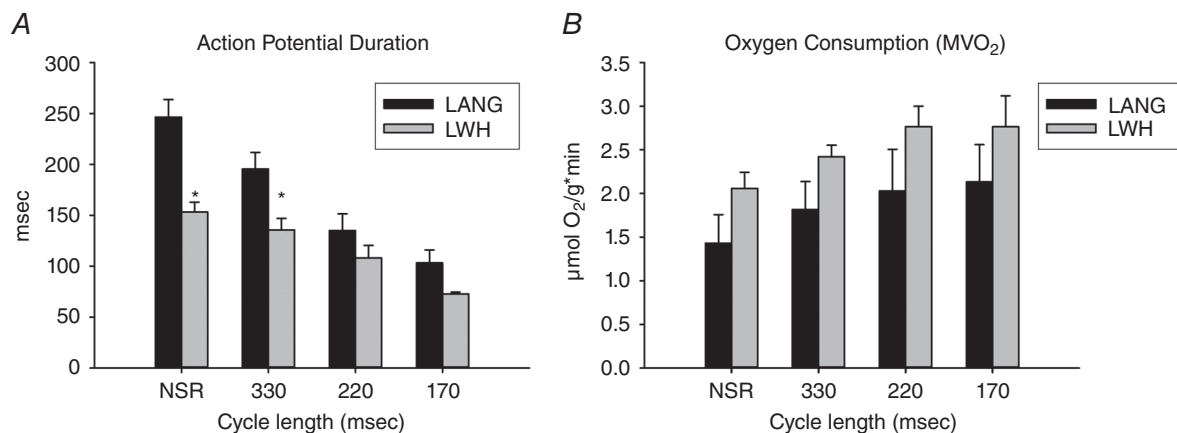 A
Action Potential Duration
300
250
200
150
100
50
0
msec
LANG
LWH
*
*
NSR 330 220 170
Cycle length (msec)
B
Oxygen Consumption (MVO₂)
3.5
3.0
2.5
2.0
1.5
1.0
0.5
0.0
μmol O₂/g*min
LANG
LWH
NSR 330 220 170
Cycle length (msec)